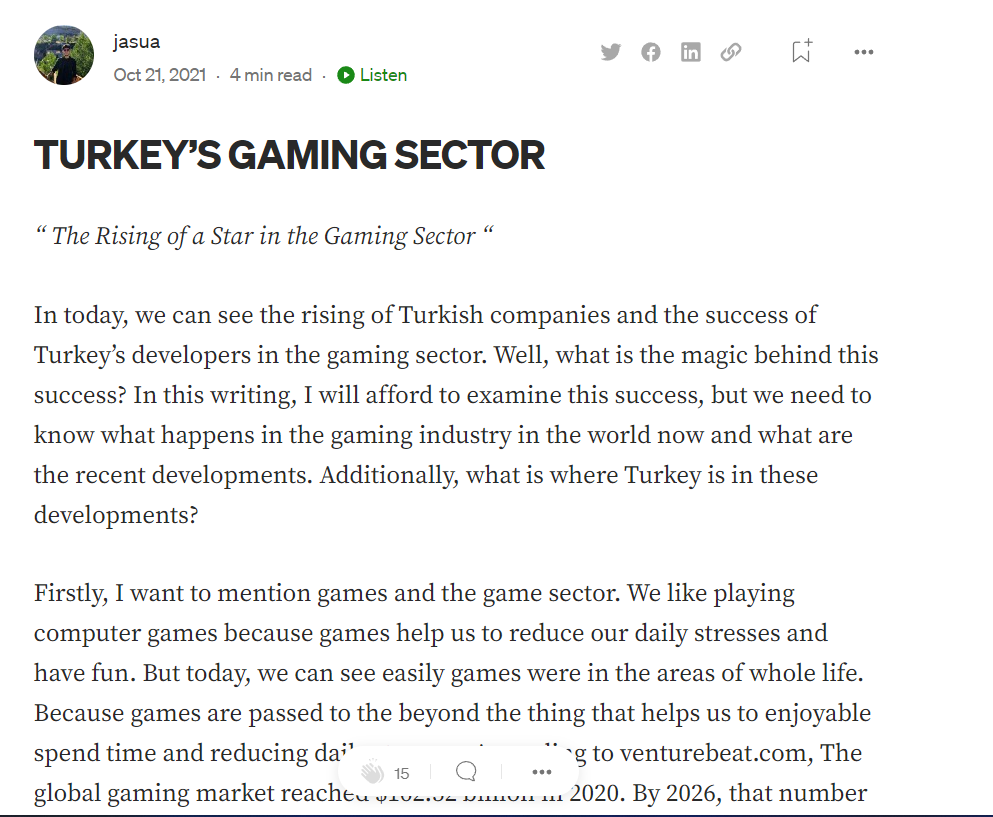 jasua
Oct 21, 2021 · 4 min read · Listen
TURKEY’S GAMING SECTOR
“ The Rising of a Star in the Gaming Sector “
In today, we can see the rising of Turkish companies and the success of
Turkey’s developers in the gaming sector. Well, what is the magic behind this
success? In this writing, I will afford to examine this success, but we need to
know what happens in the gaming industry in the world now and what are
the recent developments. Additionally, what is where Turkey is in these
developments?
Firstly, I want to mention games and the game sector. We like playing
computer games because games help us to reduce our daily stresses and
have fun. But today, we can see easily games were in the areas of whole life.
Because games are passed to the beyond the thing that helps us to enjoyable
spend time and reducing to venturebeat.com, The
15
global gaming market reached billion in 2020. By 2026, that number